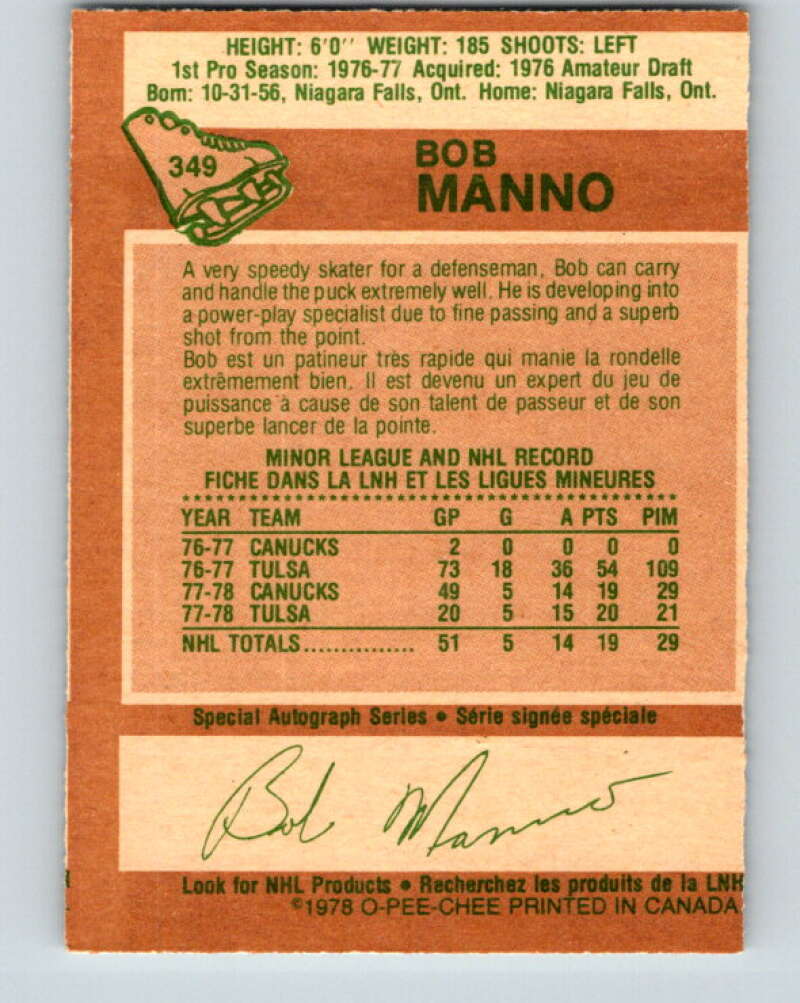 HEIGHT: 6'0'' WEIGHT: 185 SHOOTS: LEFT
1st Pro Season: 1976-77 Acquired: 1976 Amateur Draft
Born: 10-31-56, Niagara Falls, Ont. Home: Niagara Falls, Ont.
349
BOB
MANNO
A very speedy skater for a defenseman, Bob can carry
and handle the puck extremely well. He is developing into
a power-play specialist due to fine passing and a superb
shot from the point.
Bob est un patineur très rapide qui manie la rondelle
extrêmement bien. Il est devenu un expert du jeu de
puissance à cause de son talent de passeur et de son
superbe lancer de la pointe.
MINOR LEAGUE AND NHL RECORD
FICHE DANS LA LNH ET LES LIGUES MINEURES
YEAR TEAM GP G A PTS PIM
76-77 CANUCKS 2 0 0 0 0
76-77 TULSA 73 18 36 54 109
77-78 CANUCKS 49 5 14 19 29
77-78 TULSA 20 5 15 20 21
NHL TOTALS............... 51 5 14 19 29
Special Autograph Series • Série signée spéciale
Bob Manno
Look for NHL Products • Recherchez les produits de la LNH
©1978 O-PEE-CHEE PRINTED IN CANADA